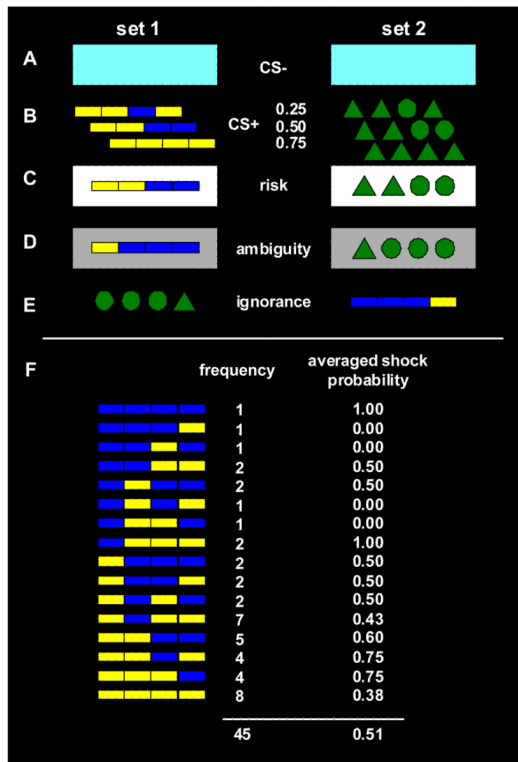 set 1 set 2
A CS-
B CS+ 0.25
0.50
0.75
C risk
D ambiguity
E ignorance
F frequency averaged shock probability
1 1.00
1 0.00
1 0.00
2 0.50
2 0.50
1 0.00
1 0.00
2 1.00
2 0.50
2 0.50
2 0.50
7 0.43
5 0.60
4 0.75
4 0.75
8 0.38
45 0.51